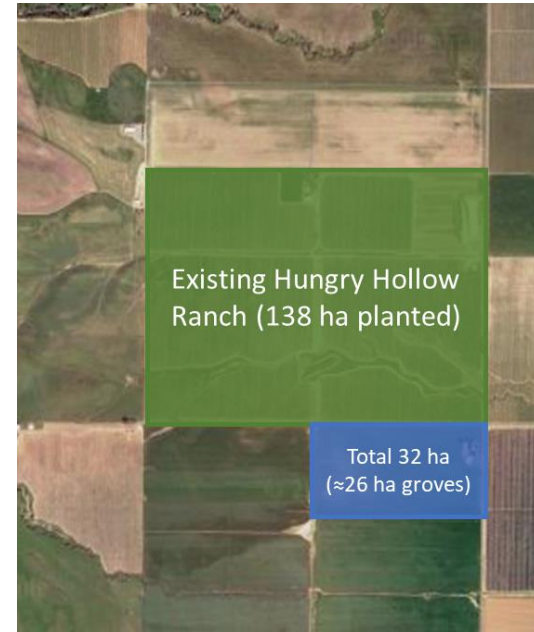 Existing Hungry Hollow
Ranch (138 ha planted)
Total 32 ha
(≈26 ha groves)